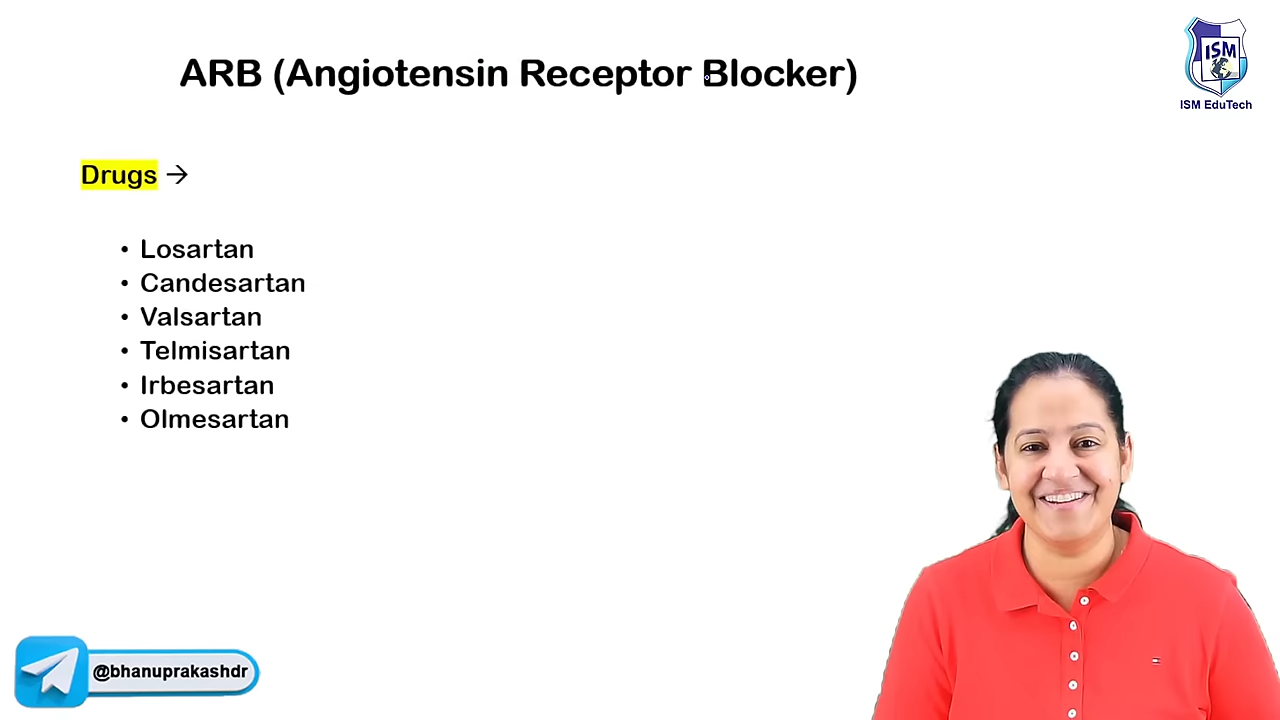 ARB (Angiotensin Receptor Blocker)
ISM
ISM EduTech
Drugs →
• Losartan
• Candesartan
• Valsartan
• Telmisartan
• Irbesartan
• Olmesartan
@bhanuprakashdr